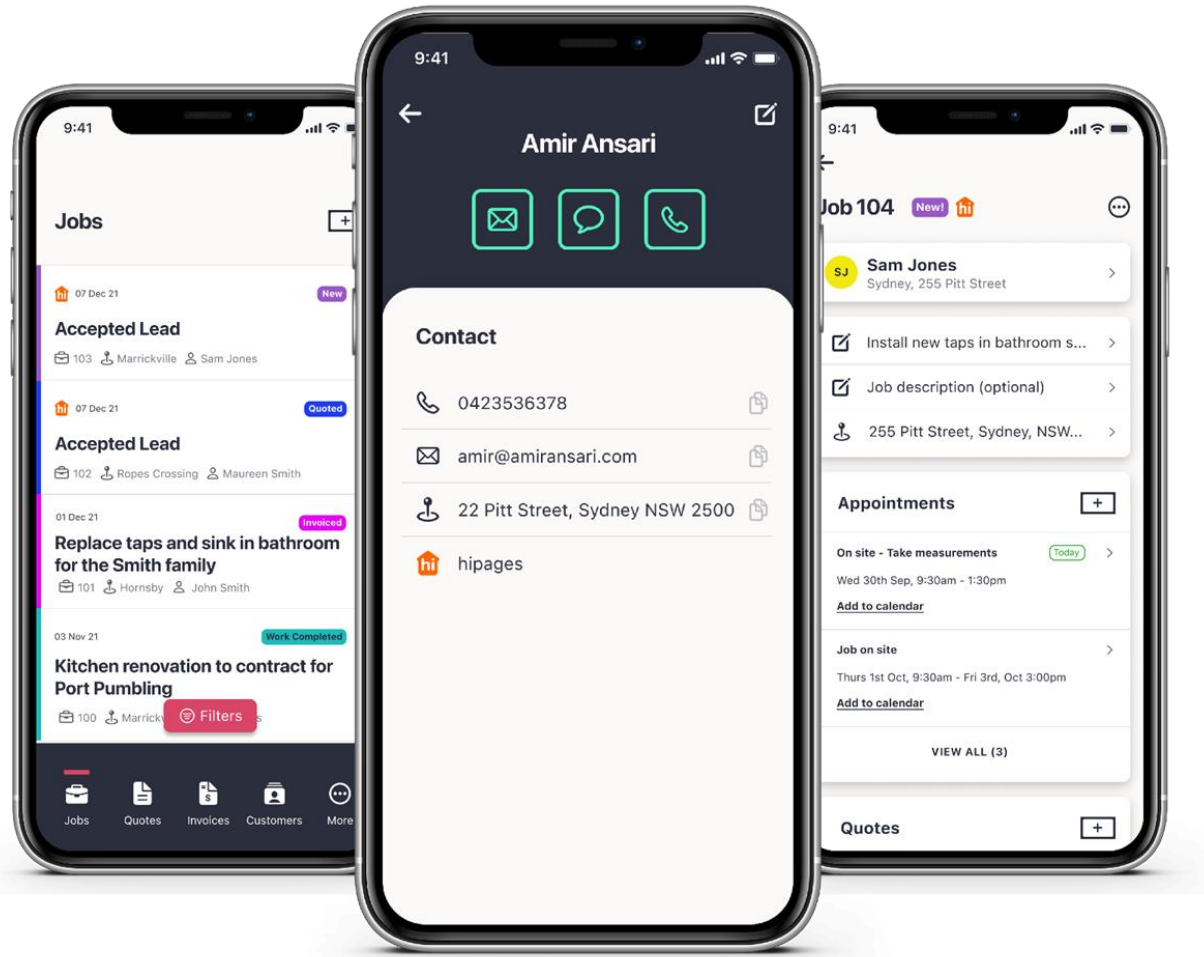 9:41
Jobs
hi 07 Dec 21 New
Accepted Lead
103 Marrickville Sam Jones
hi 07 Dec 21 Quoted
Accepted Lead
102 Ropes Crossing Maureen Smith
01 Dec 21 Invoiced
Replace taps and sink in bathroom
for the Smith family
101 Hornsby John Smith
03 Nov 21 Work Completed
Kitchen renovation to contract for
Port Pumbling
100
Filters
Jobs Quotes Invoices Customers More
9:41
Amir Ansari
Contact
0423536378
amir@amiransari.com
22 Pitt Street, Sydney NSW 2500
hi hipages
9:41
Job 104 New! hi
SJ Sam Jones
Sydney, 255 Pitt Street
Install new taps in bathroom s...
Job description (optional)
255 Pitt Street, Sydney, NSW...
Appointments
On site - Take measurements Today
Wed 30th Sep, 9:30am - 1:30pm
Add to calendar
Job on site
Thurs 1st Oct, 9:30am - Fri 3rd, Oct 3:00pm
Add to calendar
VIEW ALL (3)
Quotes